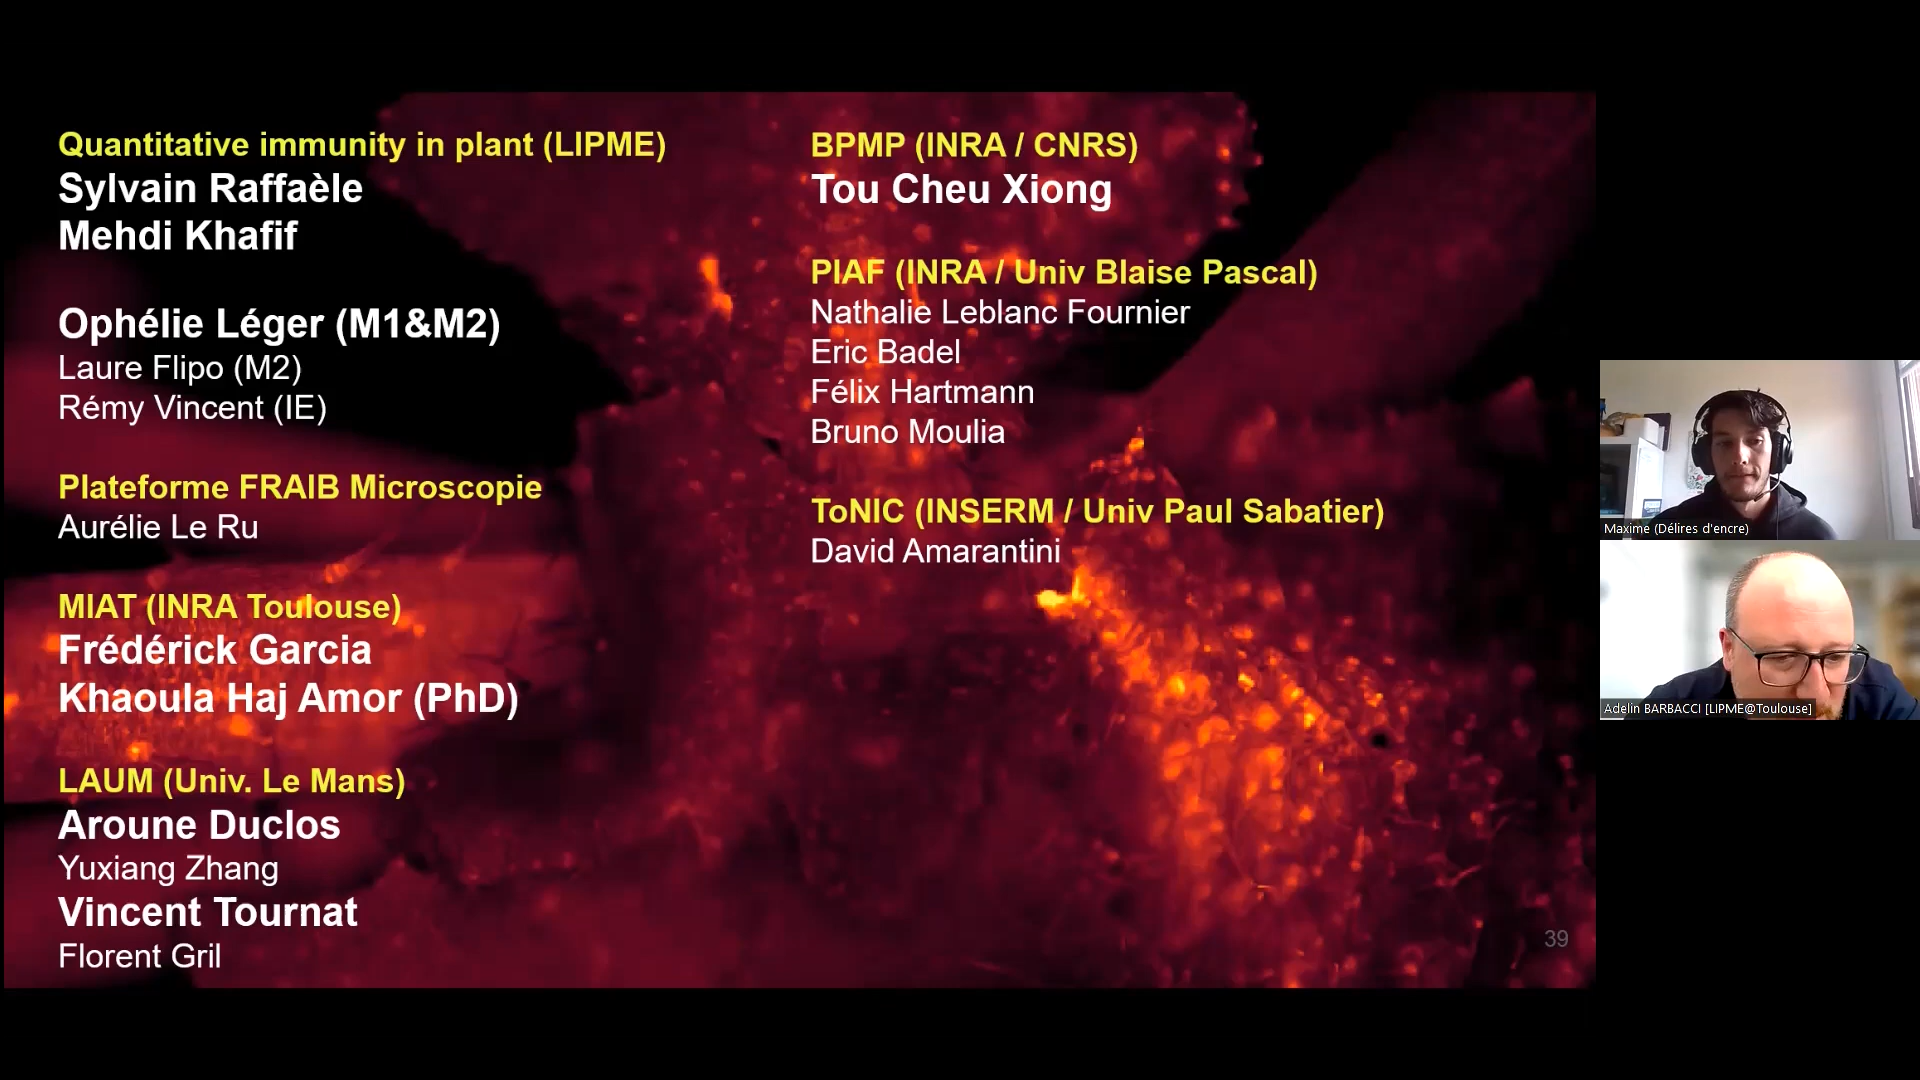 Quantitative immunity in plant (LIPME)
Sylvain Raffaèle
Mehdi Khafif
Ophélie Léger (M1&M2)
Laure Flipo (M2)
Rémy Vincent (IE)
Plateforme FRAIB Microscopie
Aurélie Le Ru
MIAT (INRA Toulouse)
Frédérick Garcia
Khaoula Haj Amor (PhD)
LAUM (Univ. Le Mans)
Aroune Duclos
Yuxiang Zhang
Vincent Tournat
Florent Gril
BPMP (INRA / CNRS)
Tou Cheu Xiong
PIAF (INRA / Univ Blaise Pascal)
Nathalie Leblanc Fournier
Eric Badel
Félix Hartmann
Bruno Moulia
ToNIC (INSERM / Univ Paul Sabatier)
David Amarantini
39
Maxime (Délires d'encre)
Adelin BARBACCI [LIPME@Toulouse]